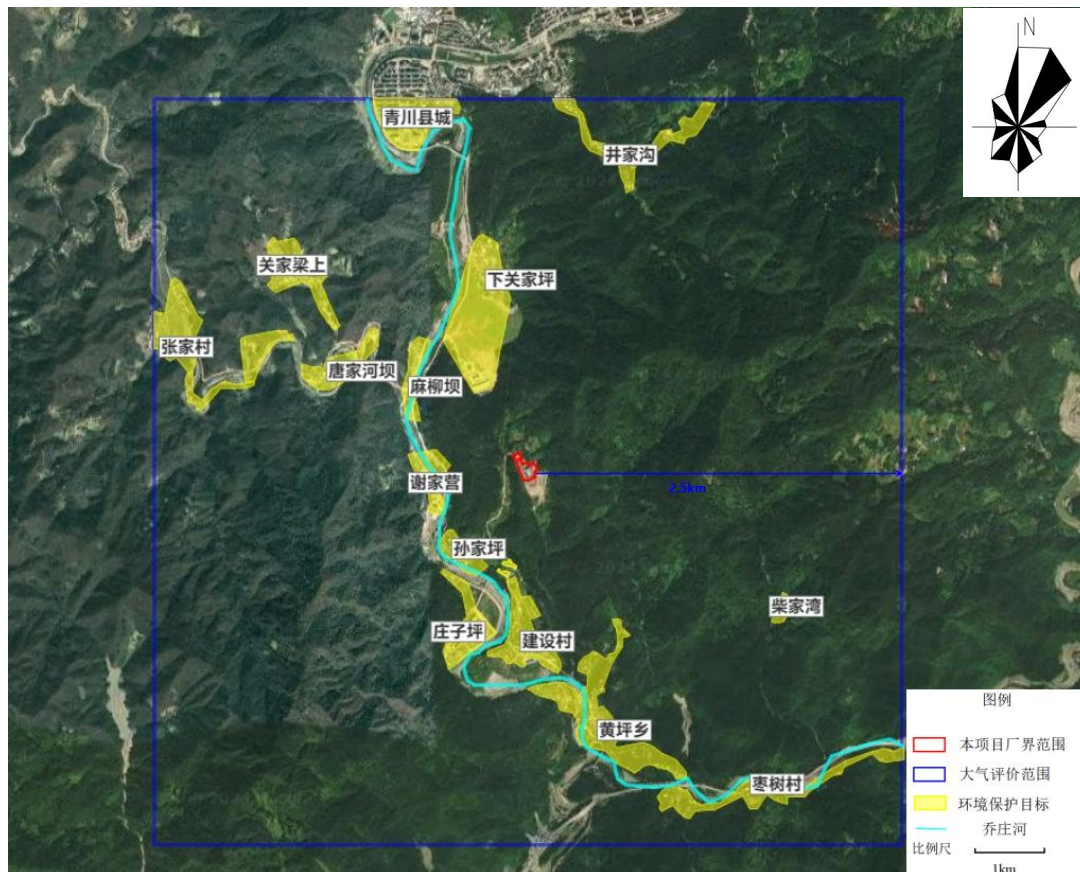 N
青川县城
井家沟
关家梁上
下关家坪
张家村
唐家河坝
麻柳坝
谢家营
2.5km
孙家坪
柴家湾
庄子坪
建设村
黄坪乡
枣树村
图例
本项目厂界范围
大气评价范围
环境保护目标
乔庄河
比例尺
1km